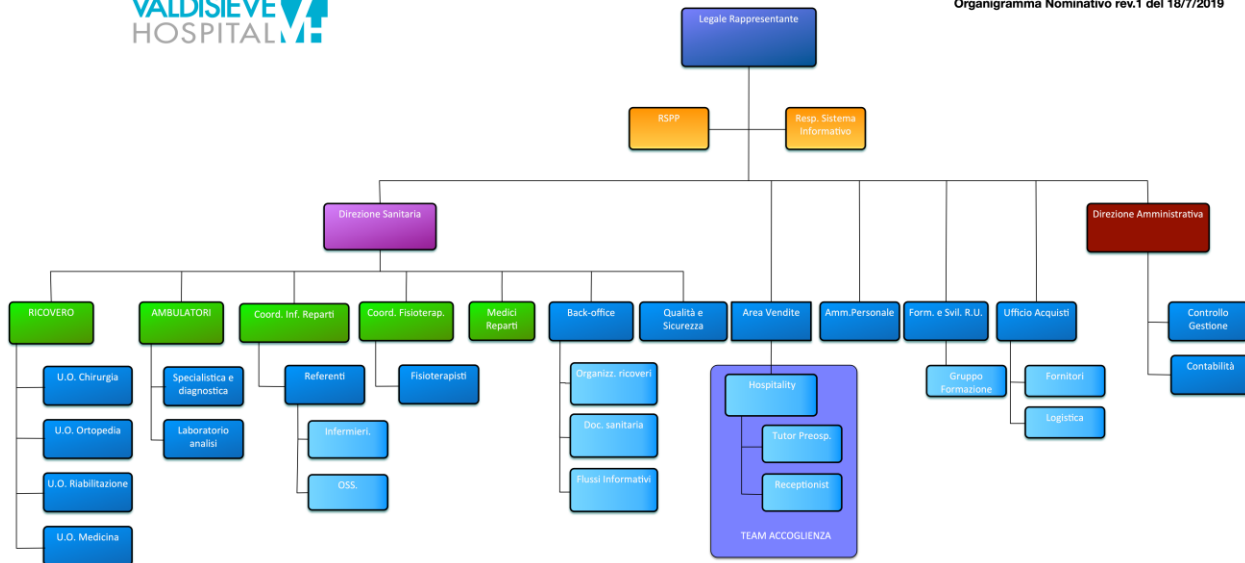 VALDISIEVE
HOSPITAL
VH
Organigramma Nominativo rev.1 del 18/7/2019
Legale Rappresentante
RSPP
Resp. Sistema
Informativo
Direzione Sanitaria
Direzione Amministrativa
RICOVERO
AMBULATORI
Coord. Inf. Reparti
Coord. Fisioterap.
Medici
Reparti
Back-office
Qualità e
Sicurezza
Area Vendite
Amm.Personale
Form. e Svil. R.U.
Ufficio Acquisti
Controllo
Gestione
U.O. Chirurgia
Specialistica e
diagnostica
Referenti
Fisioterapisti
Organizz. ricoveri
Hospitality
Gruppo
Formazione
Fornitori
Contabilità
U.O. Ortopedia
Laboratorio
analisi
Infermieri.
Doc. sanitaria
Tutor Preosp.
Logistica
U.O. Riabilitazione
OSS.
Flussi Informativi
Receptionist
U.O. Medicina
TEAM ACCOGLIENZA